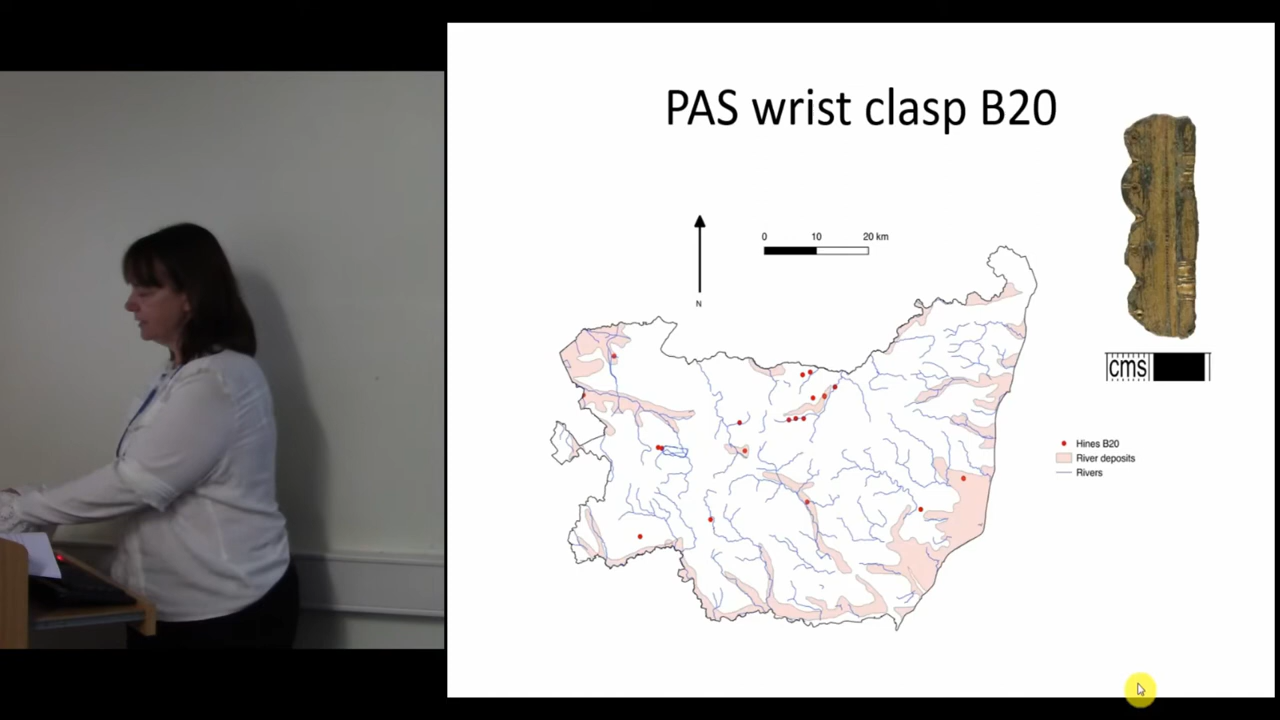 PAS wrist clasp B20
0 10 20 km
N
cms
Hines B20
River deposits
Rivers